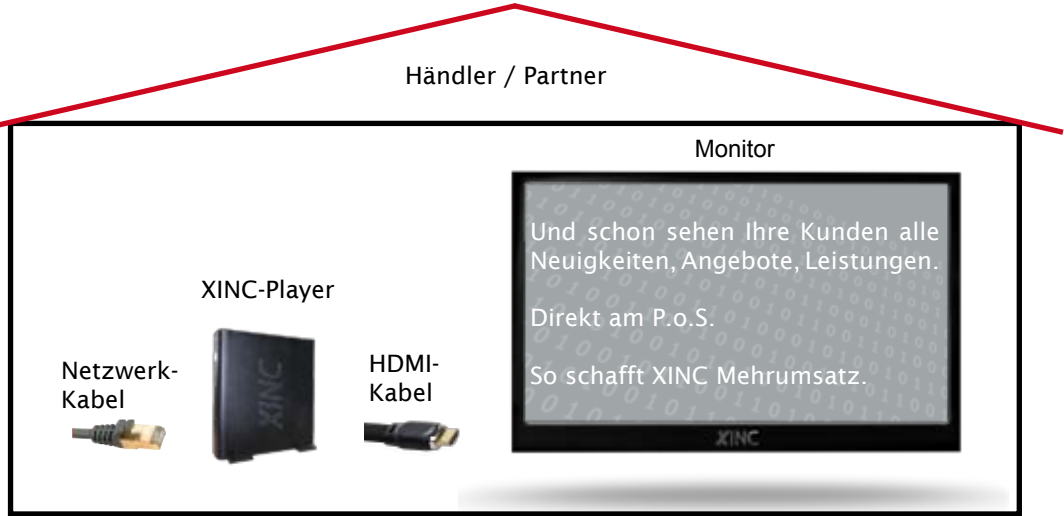 Händler / Partner
Monitor
Und schon sehen Ihre Kunden alle
Neuigkeiten, Angebote, Leistungen.
Direkt am P.o.S.
So schafft XINC Mehrumsatz.
XINC
XINC-Player
XINC
Netzwerk-
Kabel
HDMI-
Kabel